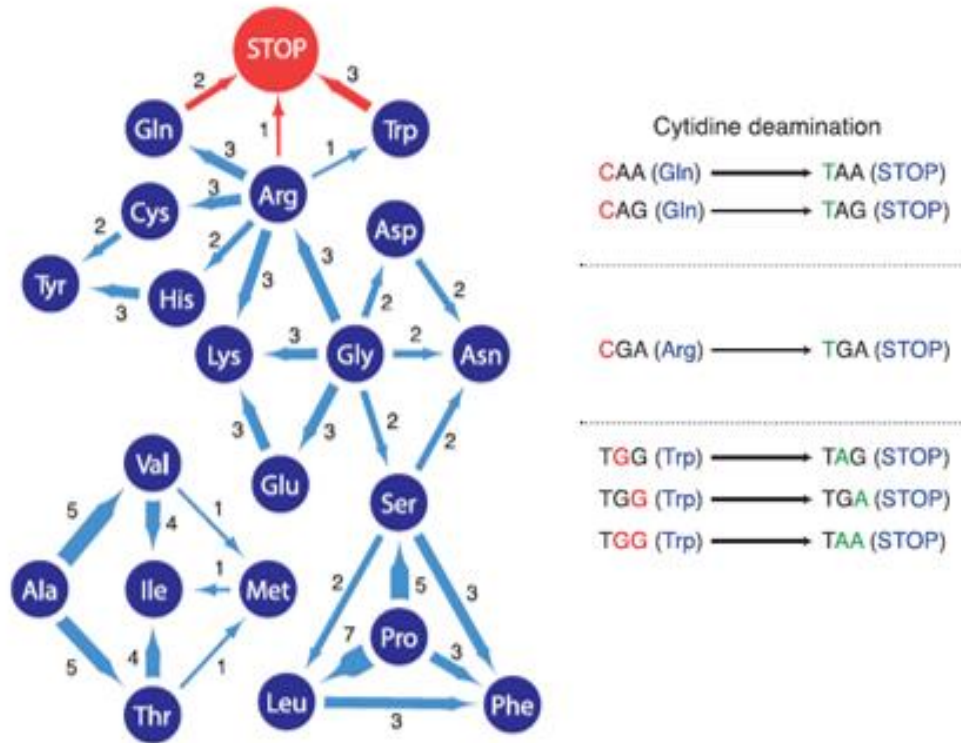 STOP
2
3
Gln
1
Trp
3
1
Arg
Cys
3
Asp
2
2
3
3
2
2
Tyr
3
His
Lys
3
Gly
2
Asn
3
3
2
2
Glu
Ser
Val
5
4
1
Ala
Ile
1
Met
2
5
3
5
4
1
7
Pro
3
Thr
Leu
3
Phe
Cytidine deamination
CAA (Gln) TAA (STOP)
CAG (Gln) TAG (STOP)
CGA (Arg) TGA (STOP)
TGG (Trp) TAG (STOP)
TGG (Trp) TGA (STOP)
TGG (Trp) TAA (STOP)